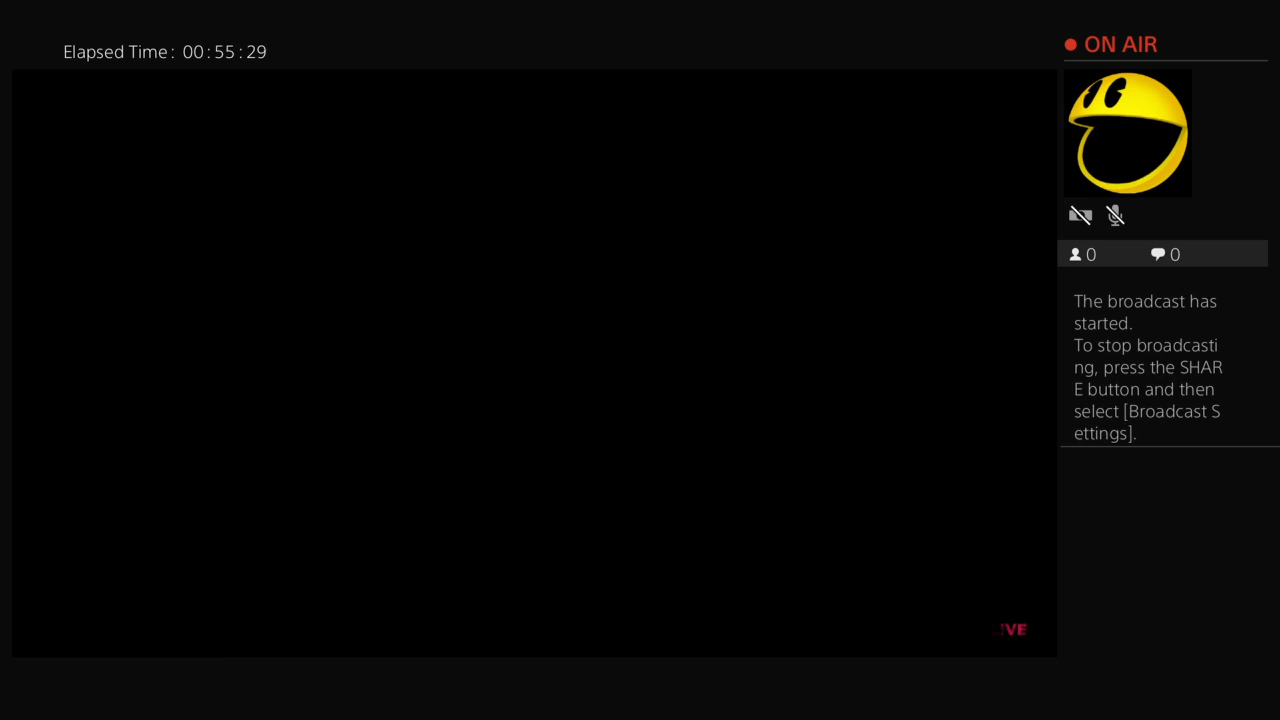 Elapsed Time: 00:55:29
ON AIR
0 0
The broadcast has
started.
To stop broadcasti
ng, press the SHAR
E button and then
select [Broadcast S
ettings].